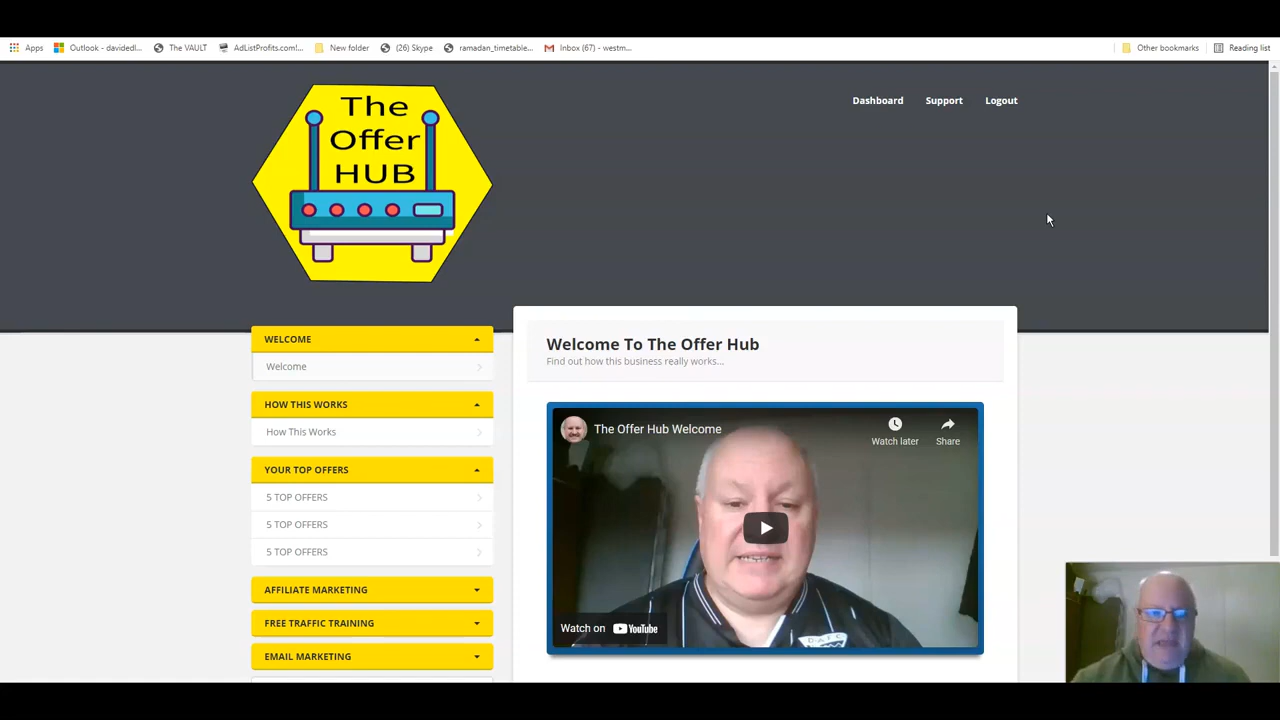 Apps
Outlook - davidedl...
The VAULT
AdListProfits.com!...
New folder
(26) Skype
ramadan_timetable...
Inbox (67) - westm...
Other bookmarks
Reading list
The
Offer
HUB
Dashboard
Support
Logout
WELCOME
Welcome
HOW THIS WORKS
How This Works
YOUR TOP OFFERS
5 TOP OFFERS
5 TOP OFFERS
5 TOP OFFERS
AFFILIATE MARKETING
FREE TRAFFIC TRAINING
EMAIL MARKETING
Welcome To The Offer Hub
Find out how this business really works...
The Offer Hub Welcome
Watch later
Share
Watch on YouTube
D.A.F.C